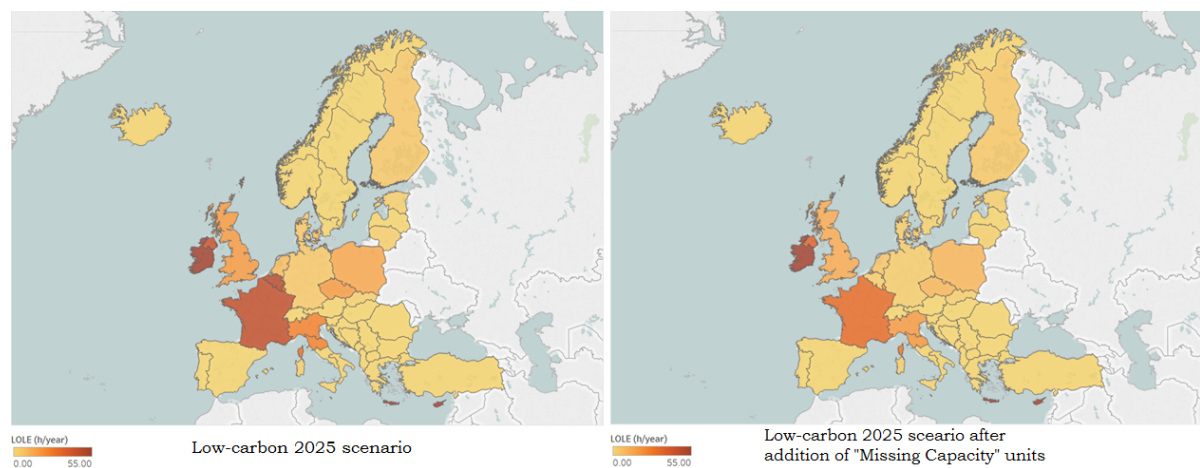 LOLE (h/year)
0.00 55.00
Low-carbon 2025 scenario
LOLE (h/year)
0.00 55.00
Low-carbon 2025 sceario after
addition of "Missing Capacity" units